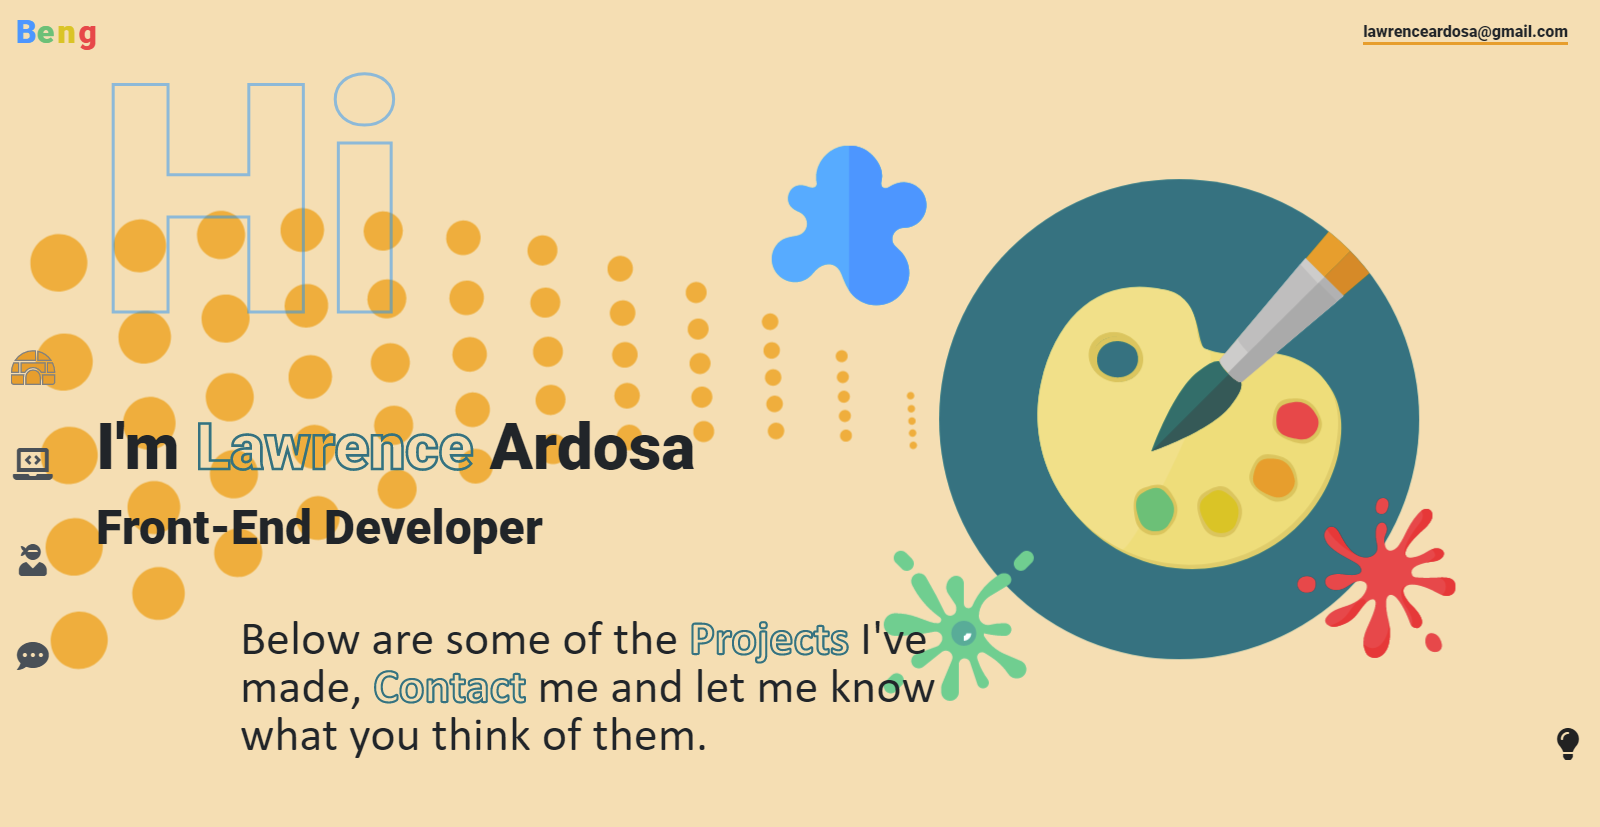 Beng
lawrenceardosa@gmail.com
Hi
I'm Lawrence Ardosa
Front-End Developer
Below are some of the Projects I've
made, Contact me and let me know
what you think of them.